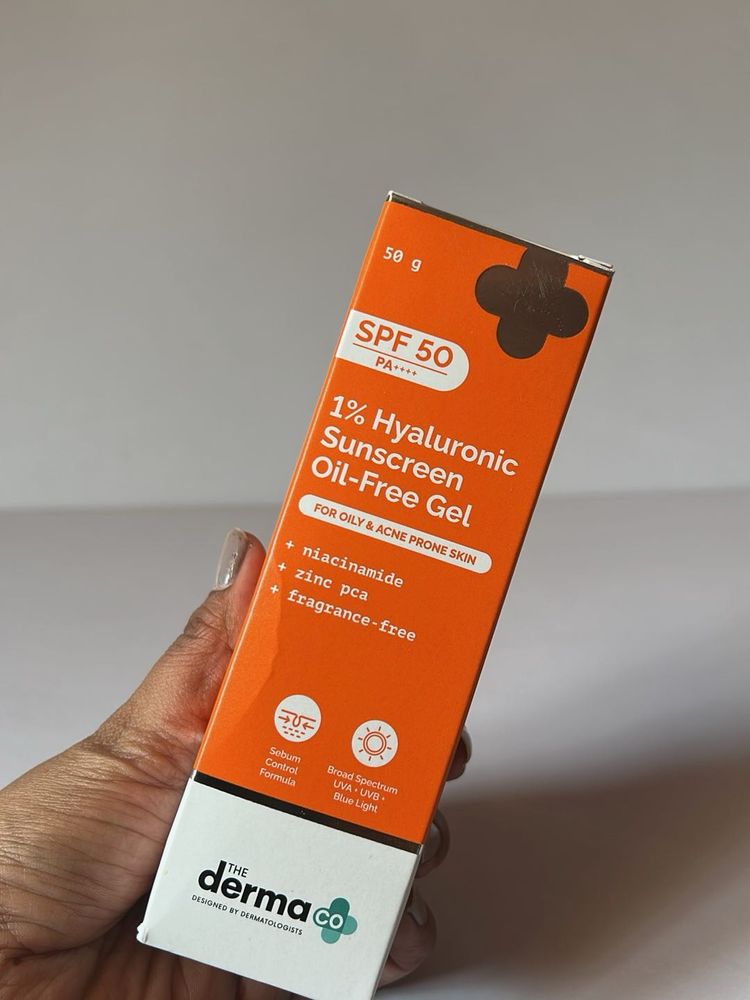 50 g
SPF 50
PA++++
1% Hyaluronic
Sunscreen
Oil-Free Gel
FOR OILY & ACNE PRONE SKIN
+ niacinamide
+ zinc pca
+ fragrance-free
Sebum
Control
Formula
Broad Spectrum
UVA + UVB +
Blue Light
THE
derma co
DESIGNED BY DERMATOLOGISTS